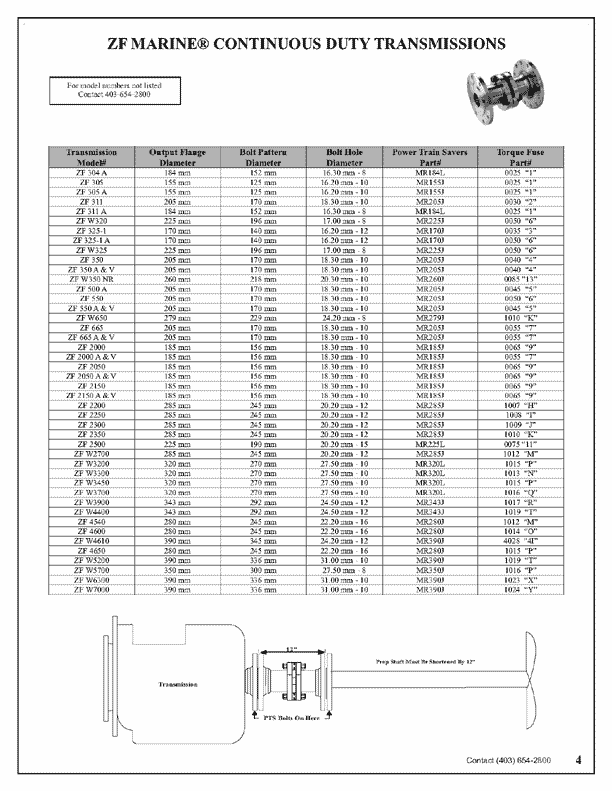 ZF MARINE® CONTINUOUS DUTY TRANSMISSIONS
For model numbers not listed
Contact 403-654-2800
Transmission Output Flange Bolt Pattern Bolt Hole Power Train Savers Torque Fuse
Model# Diameter Diameter Diameter Part# Part#
ZF 304 A 184 mm 152 mm 16.30 mm - 8 MR184L 0025 "1"
ZF 305 155 mm 125 mm 16.20 mm - 10 MR155J 0025 "1"
ZF 305 A 155 mm 125 mm 16.20 mm - 10 MR155J 0025 "1"
ZF 311 205 mm 170 mm 18.30 mm - 10 MR205J 0030 "2"
ZF 311 A 184 mm 152 mm 16.30 mm - 8 MR184L 0025 "1"
ZF W320 225 mm 196 mm 17.00 mm - 8 MR225J 0050 "6"
ZF 325-1 170 mm 140 mm 16.20 mm - 12 MR170J 0035 "3"
ZF 325-1 A 170 mm 140 mm 16.20 mm - 12 MR170J 0050 "6"
ZF W325 225 mm 196 mm 17.00 mm - 8 MR225J 0050 "6"
ZF 350 205 mm 170 mm 18.30 mm - 10 MR205J 0040 "4"
ZF 350 A & V 205 mm 170 mm 18.30 mm - 10 MR205J 0040 "4"
ZF W350 NR 260 mm 218 mm 20.30 mm - 10 MR260J 0085 "13"
ZF 500 A 205 mm 170 mm 18.30 mm - 10 MR205J 0045 "5"
ZF 550 205 mm 170 mm 18.30 mm - 10 MR205J 0050 "6"
ZF 550 A & V 205 mm 170 mm 18.30 mm - 10 MR205J 0045 "5"
ZF W650 279 mm 229 mm 24.20 mm - 8 MR279J 1010 "K"
ZF 665 205 mm 170 mm 18.30 mm - 10 MR205J 0055 "7"
ZF 665 A & V 205 mm 170 mm 18.30 mm - 10 MR205J 0055 "7"
ZF 2000 185 mm 156 mm 18.30 mm - 10 MR185J 0065 "9"
ZF 2000 A & V 185 mm 156 mm 18.30 mm - 10 MR185J 0055 "7"
ZF 2050 185 mm 156 mm 18.30 mm - 10 MR185J 0065 "9"
ZF 2050 A & V 185 mm 156 mm 18.30 mm - 10 MR185J 0065 "9"
ZF 2150 185 mm 156 mm 18.30 mm - 10 MR185J 0065 "9"
ZF 2150 A & V 185 mm 156 mm 18.30 mm - 10 MR185J 0065 "9"
ZF 2200 285 mm 245 mm 20.20 mm - 12 MR285J 1007 "H"
ZF 2250 285 mm 245 mm 20.20 mm - 12 MR285J 1008 "I"
ZF 2300 285 mm 245 mm 20.20 mm - 12 MR285J 1009 "J"
ZF 2350 285 mm 245 mm 20.20 mm - 12 MR285J 1010 "K"
ZF 2500 225 mm 190 mm 20.20 mm - 15 MR225L 0075 "11"
ZF W2700 285 mm 245 mm 20.20 mm - 12 MR285J 1012 "M"
ZF W3200 320 mm 270 mm 27.50 mm - 10 MR320L 1015 "P"
ZF W3300 320 mm 270 mm 27.50 mm - 10 MR320L 1013 "N"
ZF W3450 320 mm 270 mm 27.50 mm - 10 MR320L 1015 "P"
ZF W3700 320 mm 270 mm 27.50 mm - 10 MR320L 1016 "Q"
ZF W3900 343 mm 292 mm 24.50 mm - 12 MR343J 1017 "R"
ZF W4400 343 mm 292 mm 24.50 mm - 12 MR343J 1019 "T"
ZF 4540 280 mm 245 mm 22.20 mm - 16 MR280J 1012 "M"
ZF 4600 280 mm 245 mm 22.20 mm - 16 MR280J 1014 "O"
ZF W4610 390 mm 345 mm 24.20 mm - 12 MR390J 4028 "4I"
ZF 4650 280 mm 245 mm 22.20 mm - 16 MR280J 1015 "P"
ZF W5200 390 mm 336 mm 31.00 mm - 10 MR390J 1019 "T"
ZF W5700 350 mm 300 mm 27.50 mm - 8 MR350J 1016 "P"
ZF W6300 390 mm 336 mm 31.00 mm - 10 MR390J 1023 "X"
ZF W7000 390 mm 336 mm 31.00 mm - 10 MR390J 1024 "Y"
12"
Prop Shaft Must Be Shortened By 12"
Transmission
PTS Bolts On Here
Contact (403) 654-2800 4